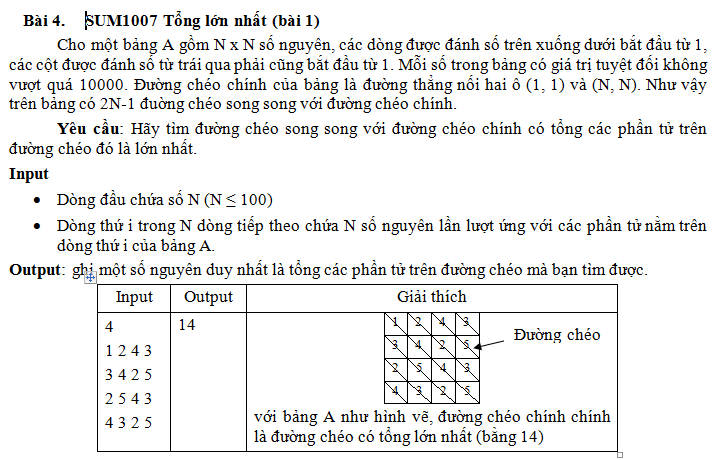 Bài 4. SUM1007 Tổng lớn nhất (bài 1)
Cho một bảng A gồm N x N số nguyên, các dòng được đánh số trên xuống dưới bắt đầu từ 1,
các cột được đánh số từ trái qua phải cũng bắt đầu từ 1. Mỗi số trong bảng có giá trị tuyệt đối không
vượt quá 10000. Đường chéo chính của bảng là đường thẳng nối hai ô (1, 1) và (N, N). Như vậy
trên bảng có 2N-1 đường chéo song song với đường chéo chính.
Yêu cầu: Hãy tìm đường chéo song song với đường chéo chính có tổng các phần tử trên
đường chéo đó là lớn nhất.
Input
• Dòng đầu chứa số N (N ≤ 100)
• Dòng thứ i trong N dòng tiếp theo chứa N số nguyên lần lượt ứng với các phần tử nằm trên
dòng thứ i của bảng A.
Output: ghi một số nguyên duy nhất là tổng các phần tử trên đường chéo mà bạn tìm được.
Input Output Giải thích
4
1 2 4 3
3 4 2 5
2 5 4 3
4 3 2 5
14
1 2 4 3
3 4 2 5
2 5 4 3
4 3 2 5
Đường chéo
với bảng A như hình vẽ, đường chéo chính chính
là đường chéo có tổng lớn nhất (bằng 14)